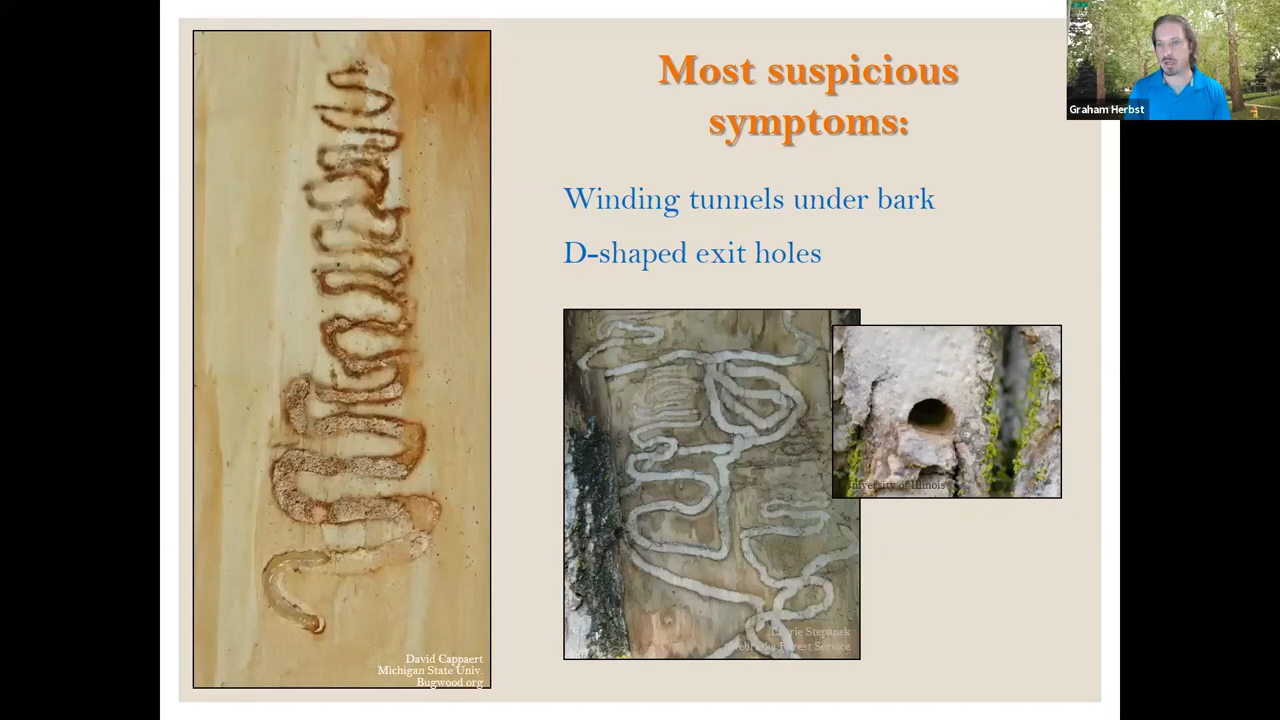 Most suspicious
symptoms:
Winding tunnels under bark
D-shaped exit holes
David Cappaert
Michigan State Univ.
Bugwood.org
Laurie Stepanek
Nebraska Forest Service
University of Illinois
Graham Herbst